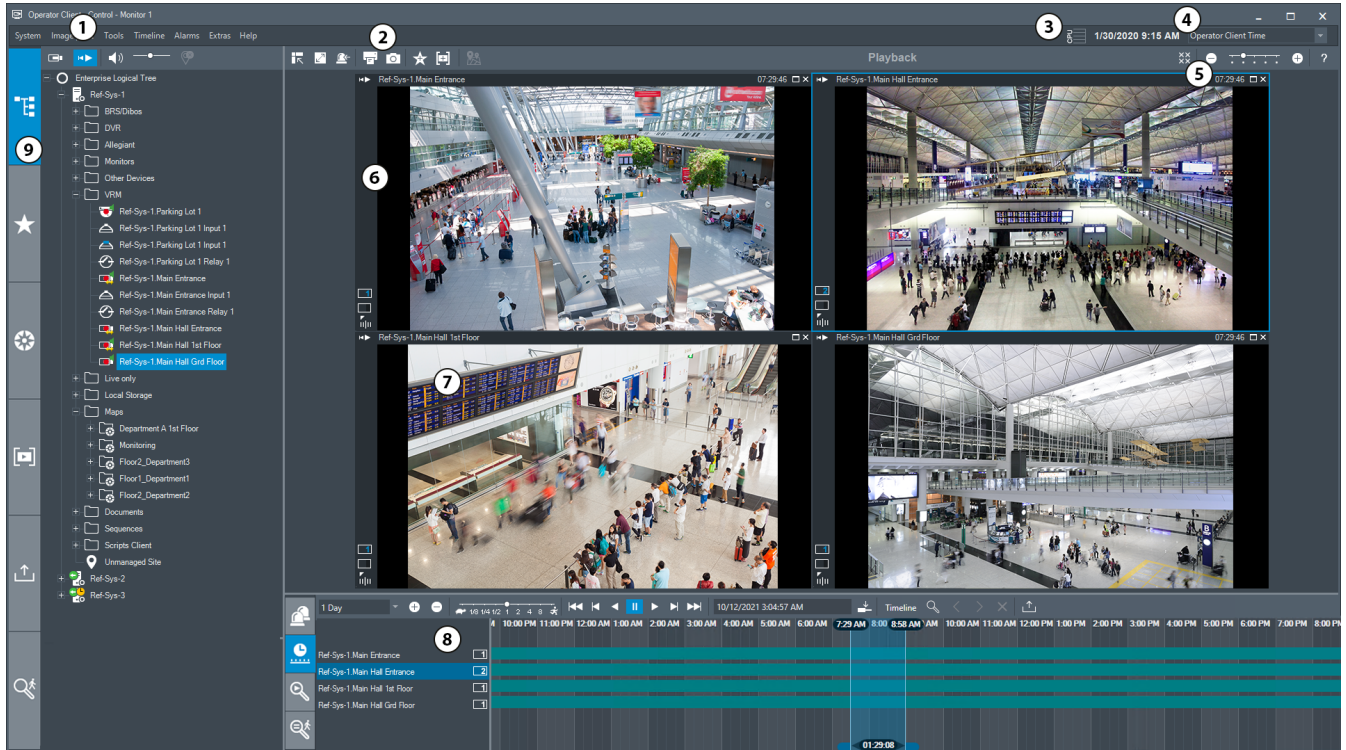 Operator Client - Control - Monitor 1
1
2
3
4
System Image Tools Timeline Alarms Extras Help
1/30/2020 9:15 AM Operator Client Time
Playback
?
5
Enterprise Logical Tree
Ref-Sys-1
BRS/Dibos
DVR
Allegiant
Monitors
Other Devices
VRM
Ref-Sys-1.Parking Lot 1
Ref-Sys-1.Parking Lot 1 Input 1
Ref-Sys-1.Parking Lot 1 Input 1
Ref-Sys-1.Parking Lot 1 Relay 1
Ref-Sys-1.Main Entrance
Ref-Sys-1.Main Entrance Input 1
Ref-Sys-1.Main Entrance Relay 1
Ref-Sys-1.Main Hall Entrance
Ref-Sys-1.Main Hall 1st Floor
Ref-Sys-1.Main Hall Grd Floor
Live only
Local Storage
Maps
Department A 1st Floor
Monitoring
Floor2_Department3
Floor1_Department1
Floor2_Department2
Documents
Sequences
Scripts Client
Unmanaged Site
Ref-Sys-2
Ref-Sys-3
9
Ref-Sys-1.Main Entrance 07:29:46
6
1
Ref-Sys-1.Main Hall Entrance 07:29:46
2
Ref-Sys-1.Main Hall 1st Floor
7
1
Ref-Sys-1.Main Hall Grd Floor 07:29:46
B
1
1 Day
1/8 1/4 1/2 1 2 4 8
10/12/2021 3:04:57 AM
Timeline
8
M 10:00 PM 11:00 PM 12:00 AM 1:00 AM 2:00 AM 3:00 AM 4:00 AM 5:00 AM 6:00 AM 7:29 AM 8:00 8:58 AM AM 10:00 AM 11:00 AM 12:00 PM 1:00 PM 2:00 PM 3:00 PM 4:00 PM 5:00 PM 6:00 PM 7:00 PM 8:00 P
Ref-Sys-1.Main Entrance 1
Ref-Sys-1.Main Hall Entrance 2
Ref-Sys-1.Main Hall 1st Floor 1
Ref-Sys-1.Main Hall Grd Floor 1
01:29:08